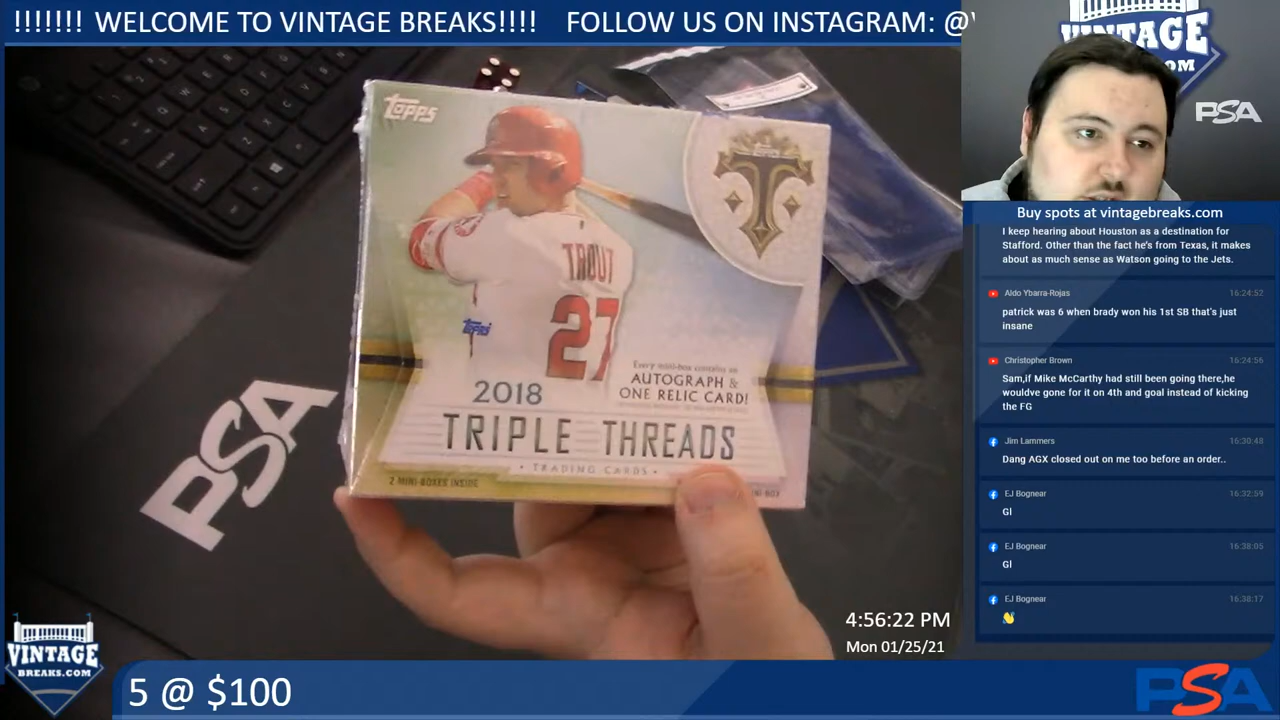 !!!!!!! WELCOME TO VINTAGE BREAKS!!!! FOLLOW US ON INSTAGRAM: @
VINTAGE
PSA
Topps
TROUT
27
Topps
2018
TRIPLE THREADS
• TRADING CARDS •
2 MINI-BOXES INSIDE
Every mini-box contains an
AUTOGRAPH &
ONE RELIC CARD!
PSA
Buy spots at vintagebreaks.com
I keep hearing about Houston as a destination for
Stafford. Other than the fact he's from Texas, it makes
about as much sense as Watson going to the Jets.
Aldo Ybarra-Rojas 16:24:52
patrick was 6 when brady won his 1st SB that's just
insane
Christopher Brown 16:24:56
Sam,if Mike McCarthy had still been going there,he
wouldve gone for it on 4th and goal instead of kicking
the FG
Jim Lammers 16:30:48
Dang AGX closed out on me too before an order..
EJ Bognear 16:32:59
Gl
EJ Bognear 16:38:05
Gl
EJ Bognear 16:38:17
👋
4:56:22 PM
Mon 01/25/21
VINTAGE
BREAKS.COM
5 @ $100
PSA